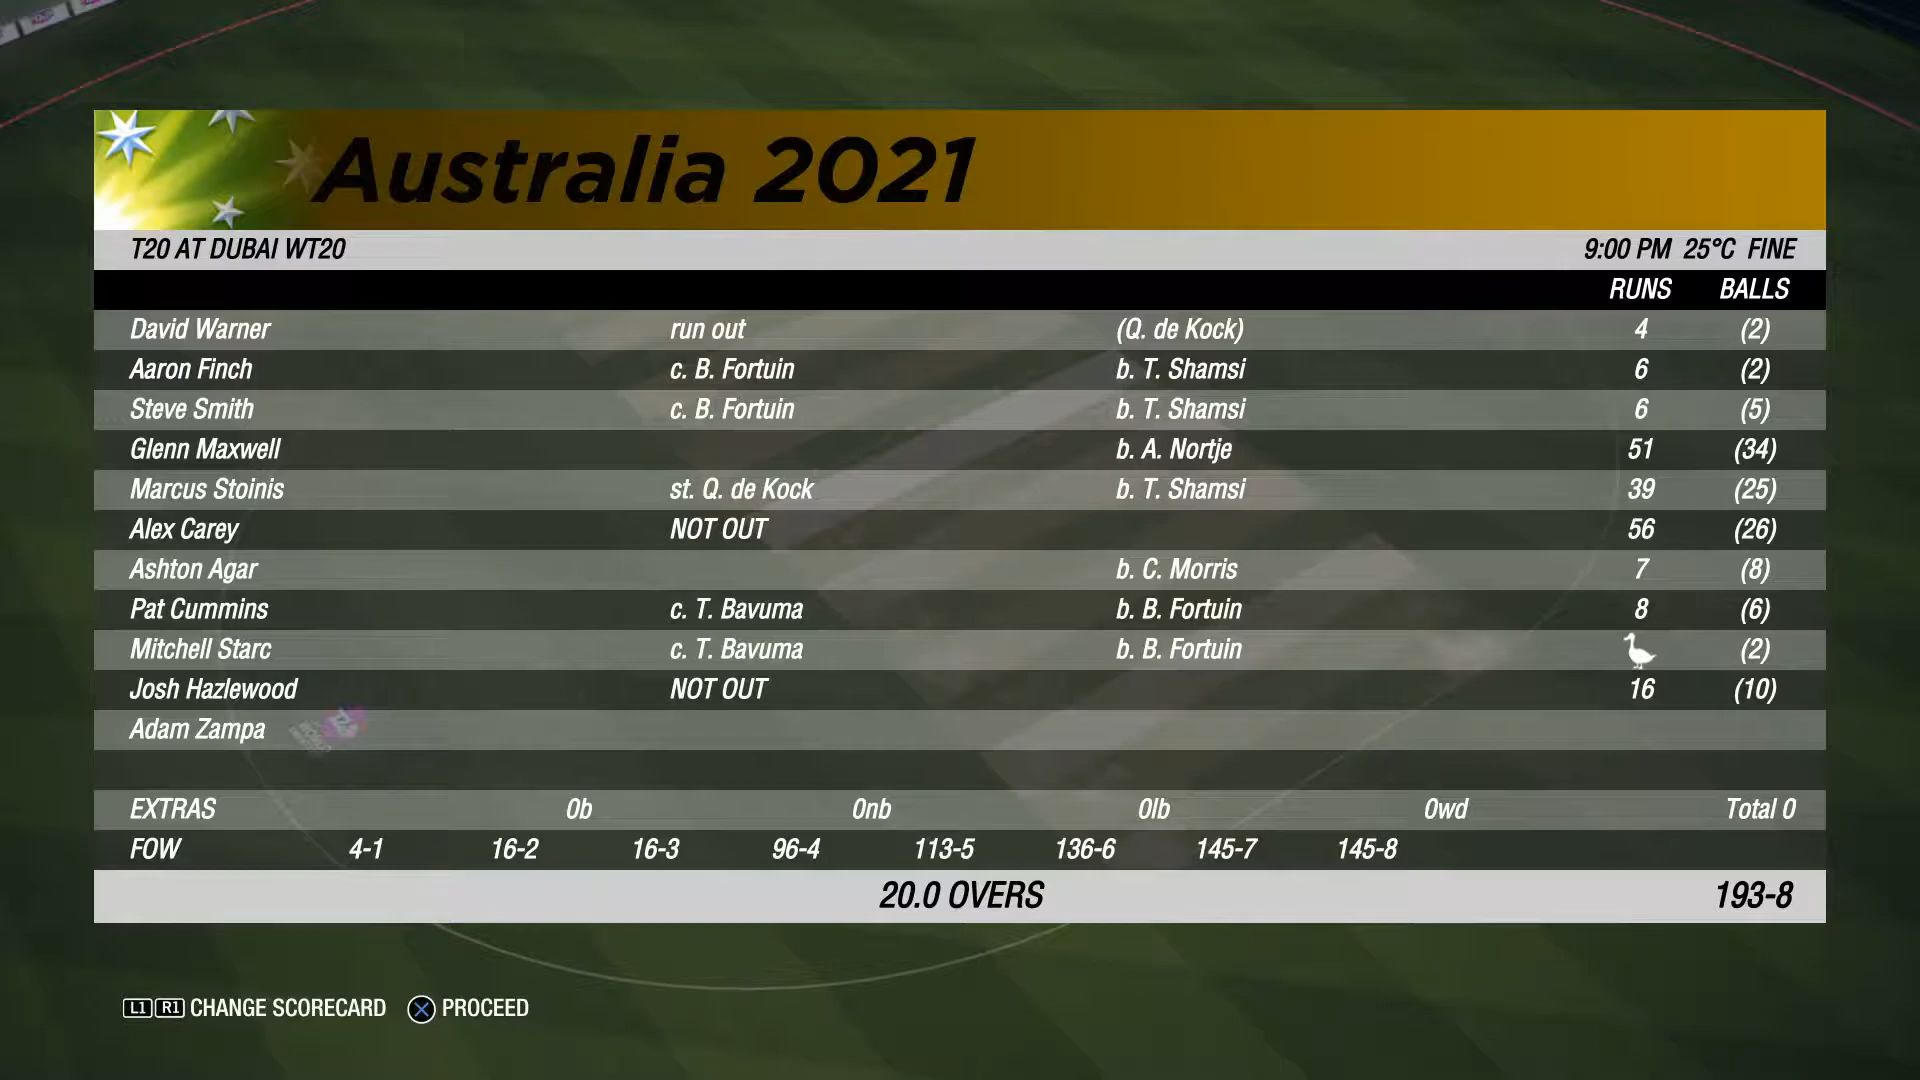 Australia 2021
T20 AT DUBAI WT20 9:00 PM 25°C FINE
RUNS BALLS
David Warner run out (Q. de Kock) 4 (2)
Aaron Finch c. B. Fortuin b. T. Shamsi 6 (2)
Steve Smith c. B. Fortuin b. T. Shamsi 6 (5)
Glenn Maxwell b. A. Nortje 51 (34)
Marcus Stoinis st. Q. de Kock b. T. Shamsi 39 (25)
Alex Carey NOT OUT 56 (26)
Ashton Agar b. C. Morris 7 (8)
Pat Cummins c. T. Bavuma b. B. Fortuin 8 (6)
Mitchell Starc c. T. Bavuma b. B. Fortuin (2)
Josh Hazlewood NOT OUT 16 (10)
Adam Zampa
EXTRAS 0b 0nb 0lb 0wd Total 0
FOW 4-1 16-2 16-3 96-4 113-5 136-6 145-7 145-8
20.0 OVERS 193-8
L1 R1 CHANGE SCORECARD PROCEED